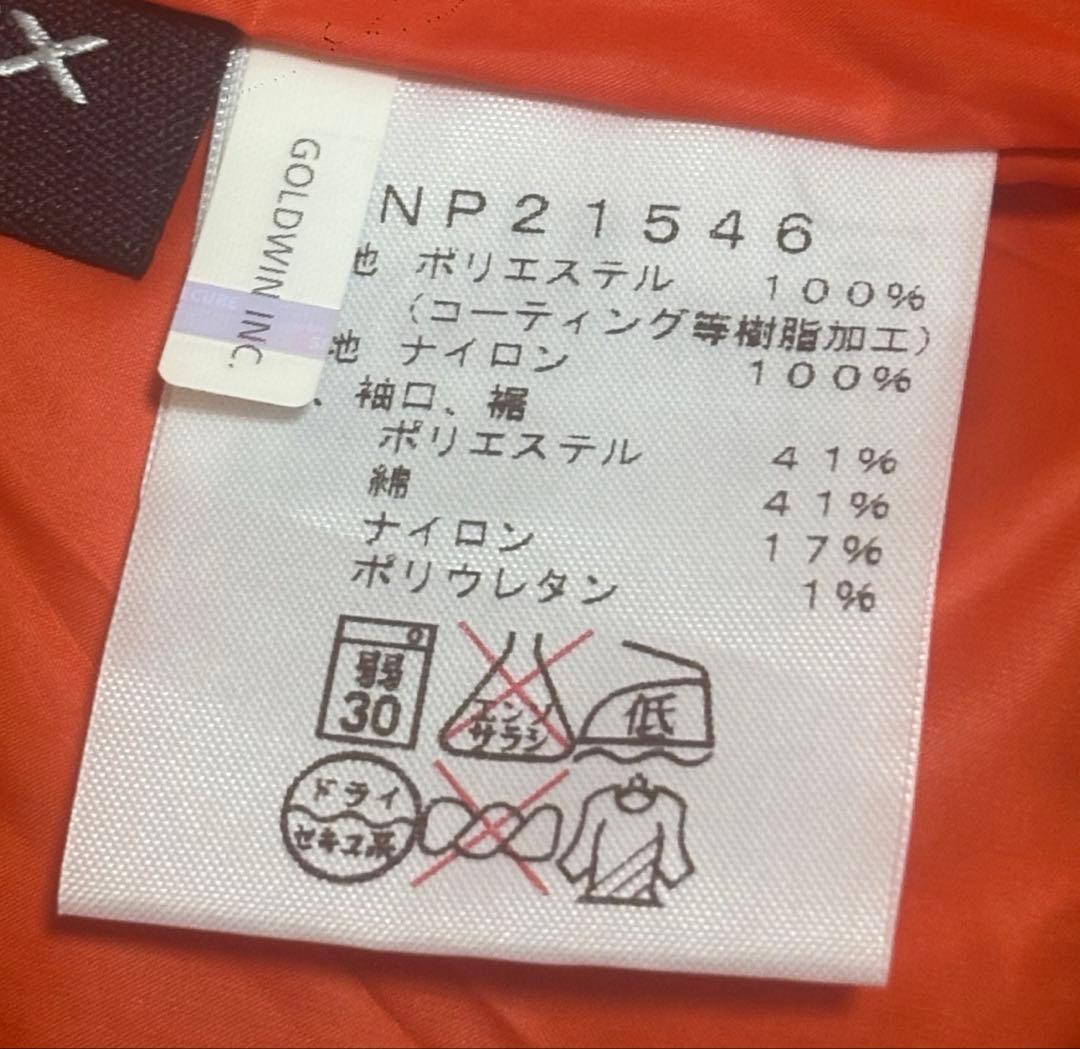 GOLDWIN INC.
NP21546
地 ポリエステル 100%
(コーティング等樹脂加工)
地 ナイロン 100%
、袖口、裾
ポリエステル 41%
綿 41%
ナイロン 17%
ポリウレタン 1%
弱
30
エンソ
サラシ
低
ドライ
セキユ系